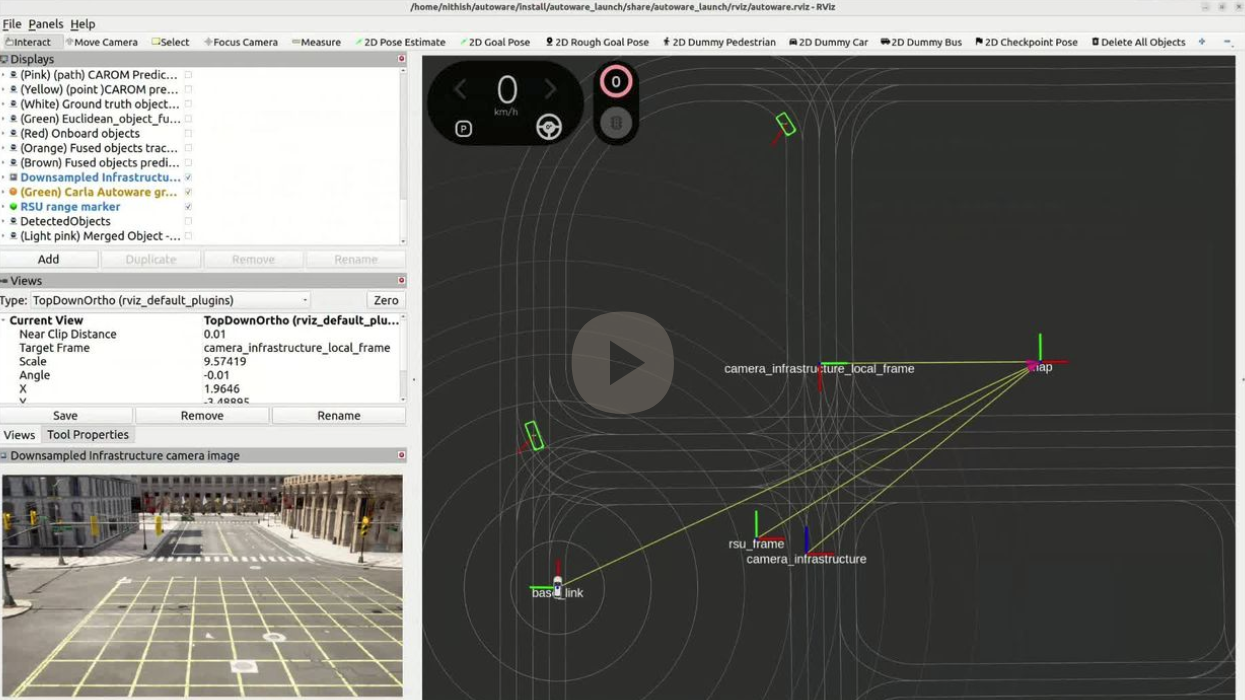 /home/nithish/autoware/install/autoware_launch/share/autoware_launch/rviz/autoware.rviz - RViz
File Panels Help
Interact Move Camera Select Focus Camera Measure 2D Pose Estimate 2D Goal Pose 2D Rough Goal Pose 2D Dummy Pedestrian 2D Dummy Car 2D Dummy Bus 2D Checkpoint Pose Delete All Objects
Displays
(Pink) (path) CAROM Predic...
(Yellow) (point )CAROM pre...
(White) Ground truth object...
(Green) Euclidean_object_fu...
(Red) Onboard objects
(Orange) Fused objects trac...
(Brown) Fused objects predi...
Downsampled Infrastructu...
(Green) Carla Autoware gr...
RSU range marker
DetectedObjects
(Light pink) Merged Object -...
Add Duplicate Remove Rename
Views
Type: TopDownOrtho (rviz_default_plugins) Zero
Current View TopDownOrtho (rviz_default_plu...
Near Clip Distance 0.01
Target Frame camera_infrastructure_local_frame
Scale 9.57419
Angle -0.01
X 1.9646
Y -3.48895
Save Remove Rename
Views Tool Properties
Downsampled Infrastructure camera image
0
km/h
P
0
camera_infrastructure_local_frame
map
rsu_frame
camera_infrastructure
base_link